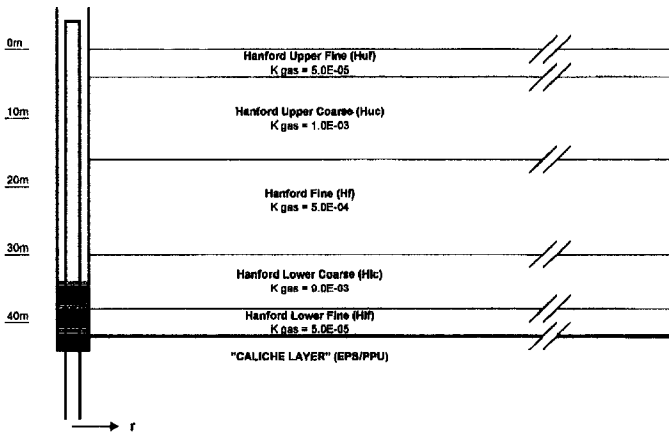 0m
Hanford Upper Fine (Huf)
K gas = 5.0E-05
10m
Hanford Upper Coarse (Huc)
K gas = 1.0E-03
20m
Hanford Fine (Hf)
K gas = 5.0E-04
30m
Hanford Lower Coarse (Hlc)
K gas = 9.0E-03
40m
Hanford Lower Fine (Hlf)
K gas = 5.0E-05
"CALICHE LAYER" (EPS/PPU)
r